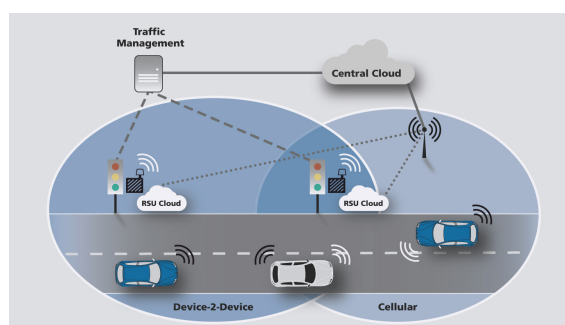 Traffic
Management
Central Cloud
RSU Cloud
RSU Cloud
Device-2-Device
Cellular